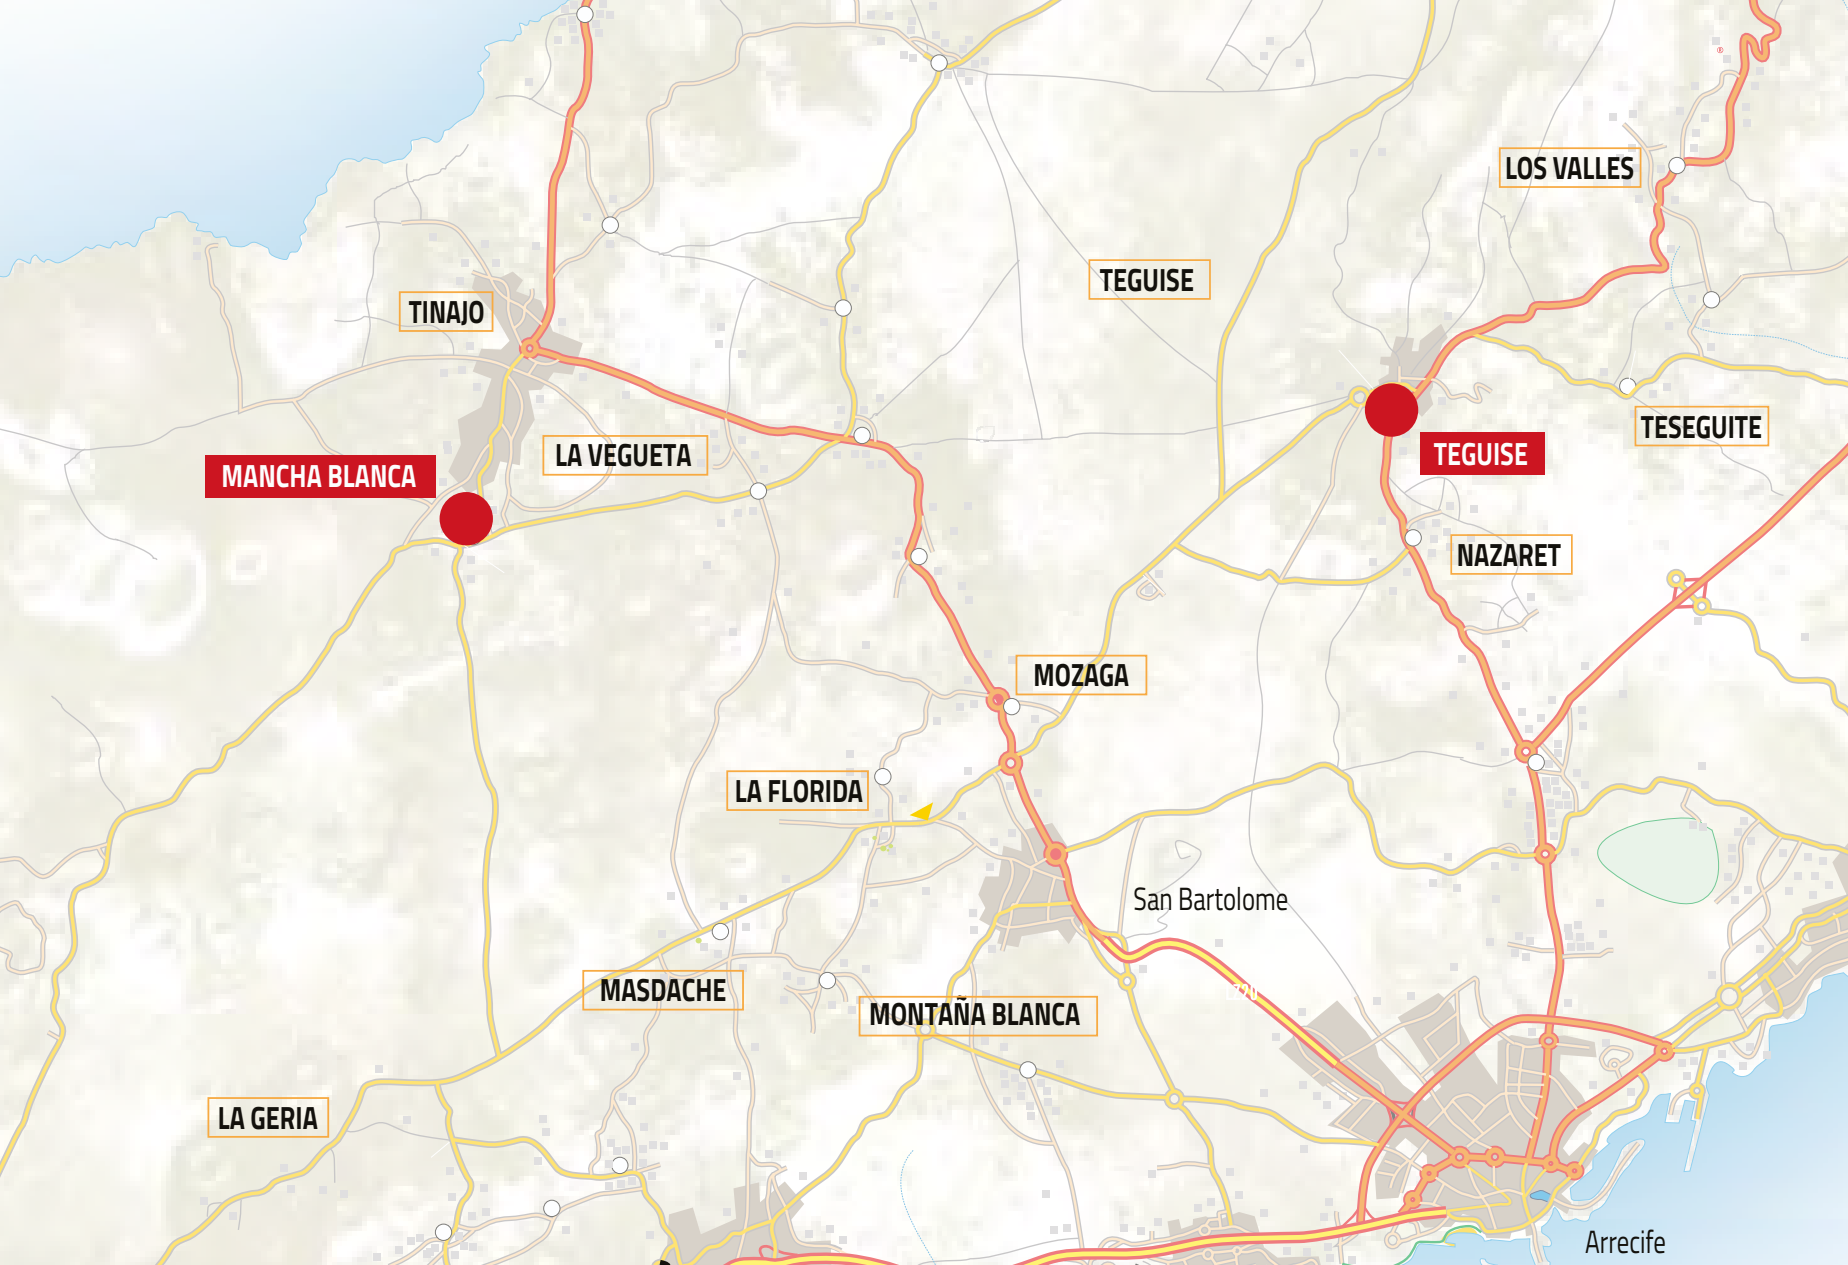 LOS VALLES
TEGUISE
TINAJO
TESEGUITE
LA VEGUETA
TEGUISE
MANCHA BLANCA
NAZARET
MOZAGA
LA FLORIDA
San Bartolome
MASDACHE
MONTAÑA BLANCA
LA GERIA
Arrecife